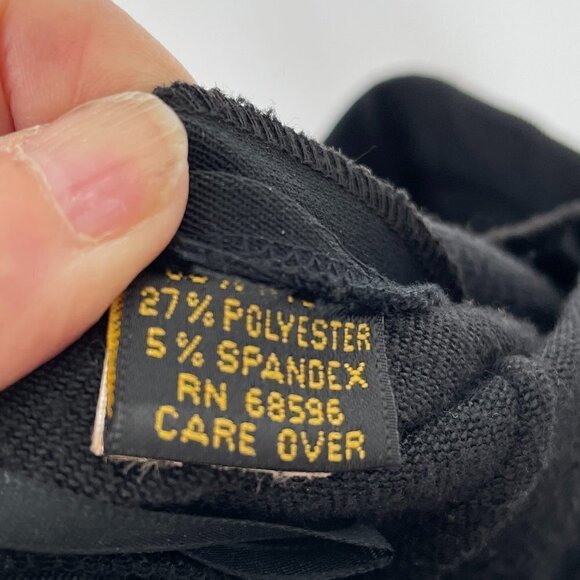 27% POLYESTER
5% SPANDEX
RN 68596
CARE OVER